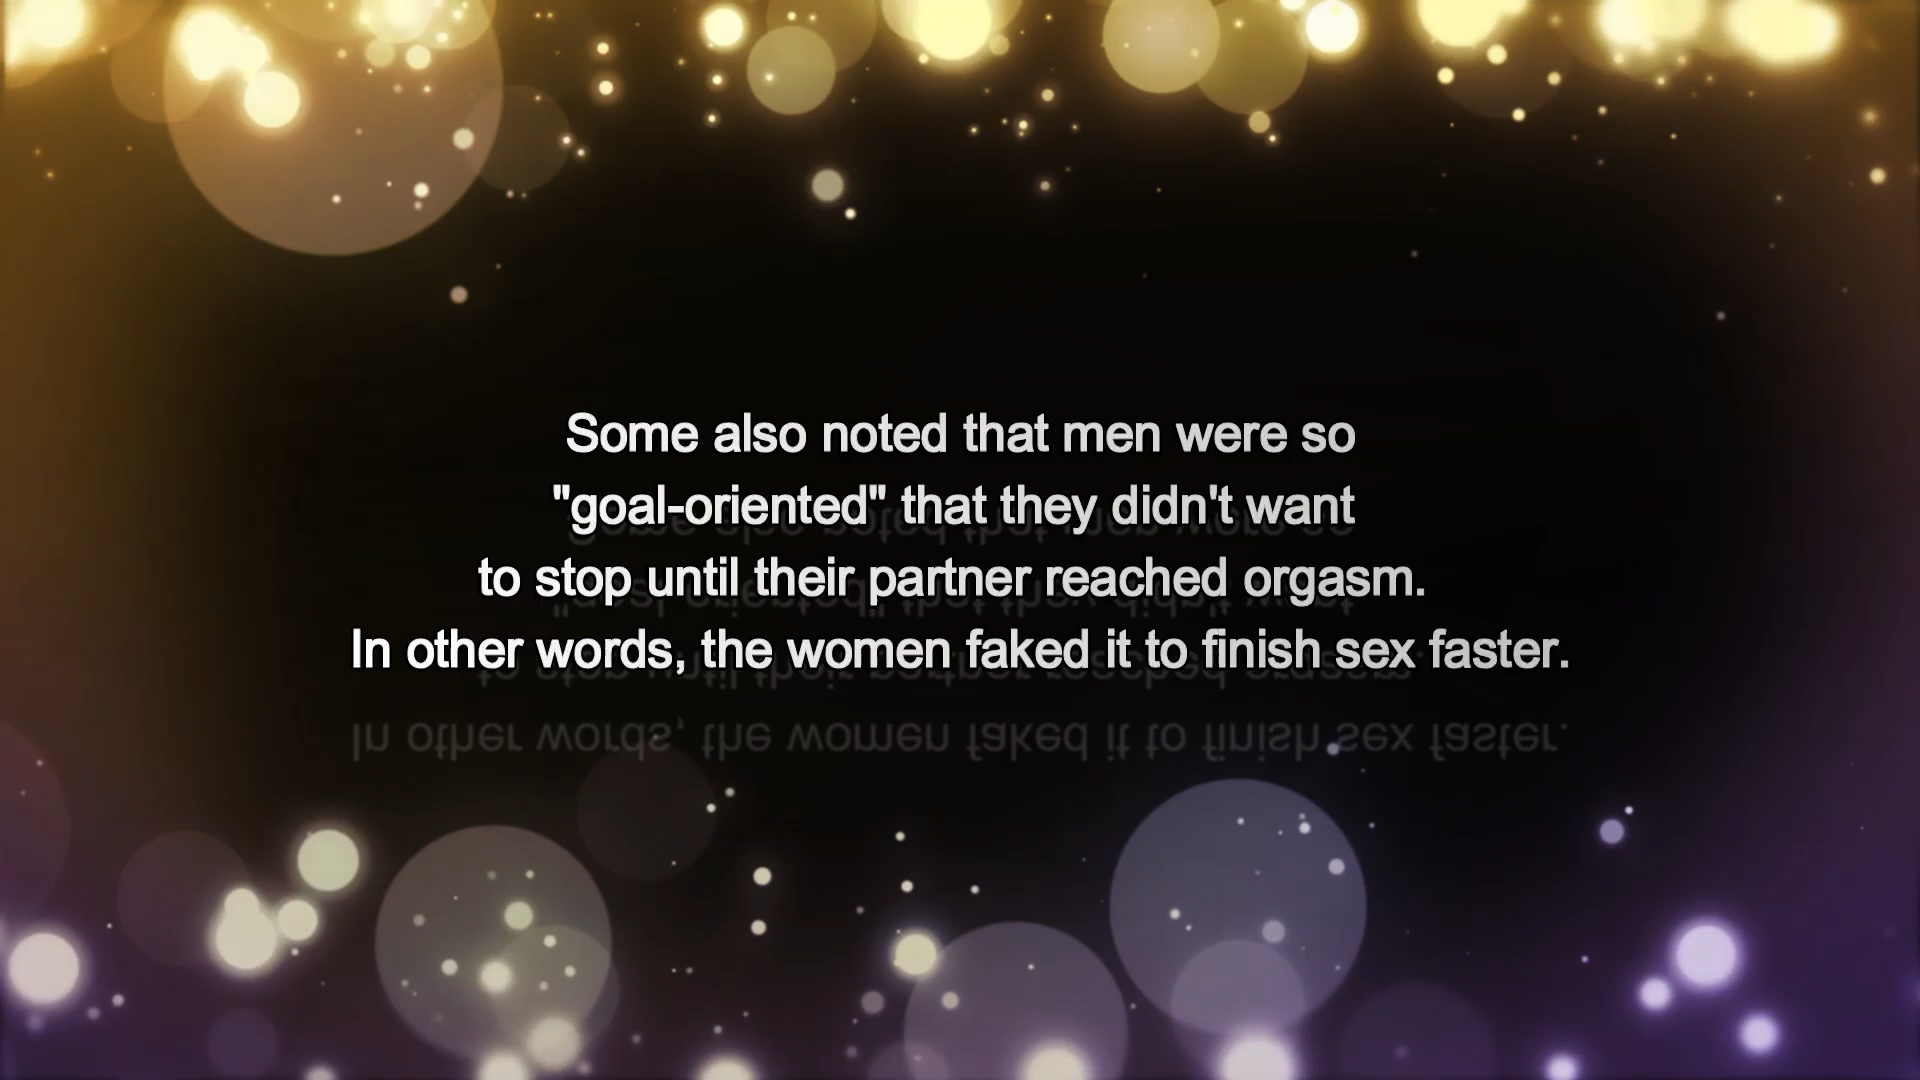 Some also noted that men were so
"goal-oriented" that they didn't want
to stop until their partner reached orgasm.
In other words, the women faked it to finish sex faster.